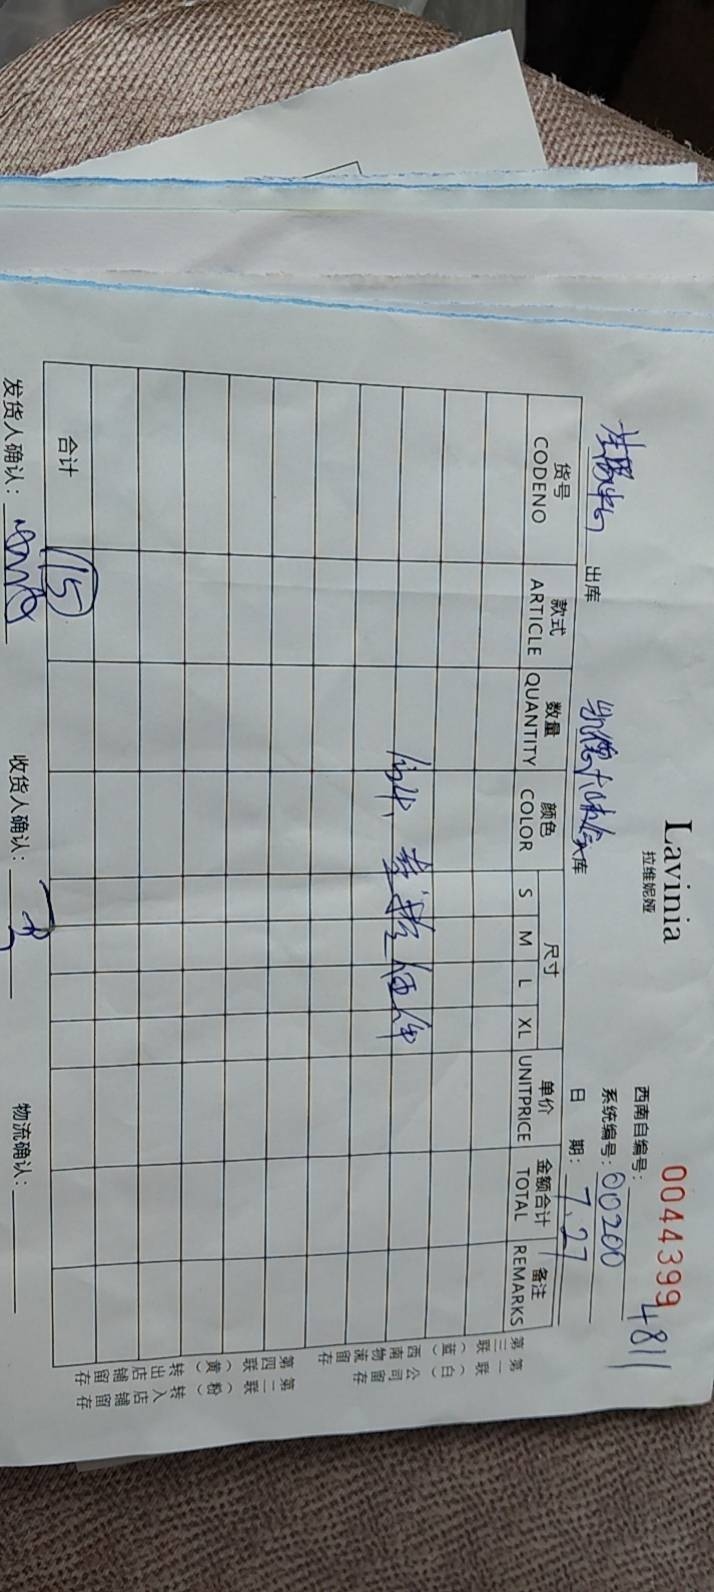 Lavinia
拉维妮娅
0044399
西南自编号:
4811
系统编号: 00200
出库
库
日 期: 7.27
货号 款式 数量 颜色 尺寸 单价 金额合计 备注
CODENO ARTICLE QUANTITY COLOR S M L XL UNITPRICE TOTAL REMARKS
合计 115
发货人确认: 收货人确认: 物流确认:
第一联(白)公司留存
第二联(粉)转入店铺留存
第三联(蓝)西南物流留存
第四联(黄)转出店铺留存